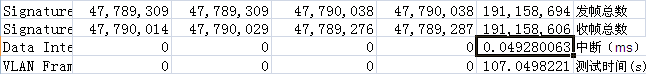 Signature 47,789,309 47,789,309 47,790,038 47,790,038 191,158,694 发帧总数
Signature 47,790,014 47,790,029 47,789,276 47,789,287 191,158,606 收帧总数
Data Inte 0 0 0 0 0.049280063 中断（ms）
VLAN Fram 0 0 0 0 107.0498221 测试时间(s)